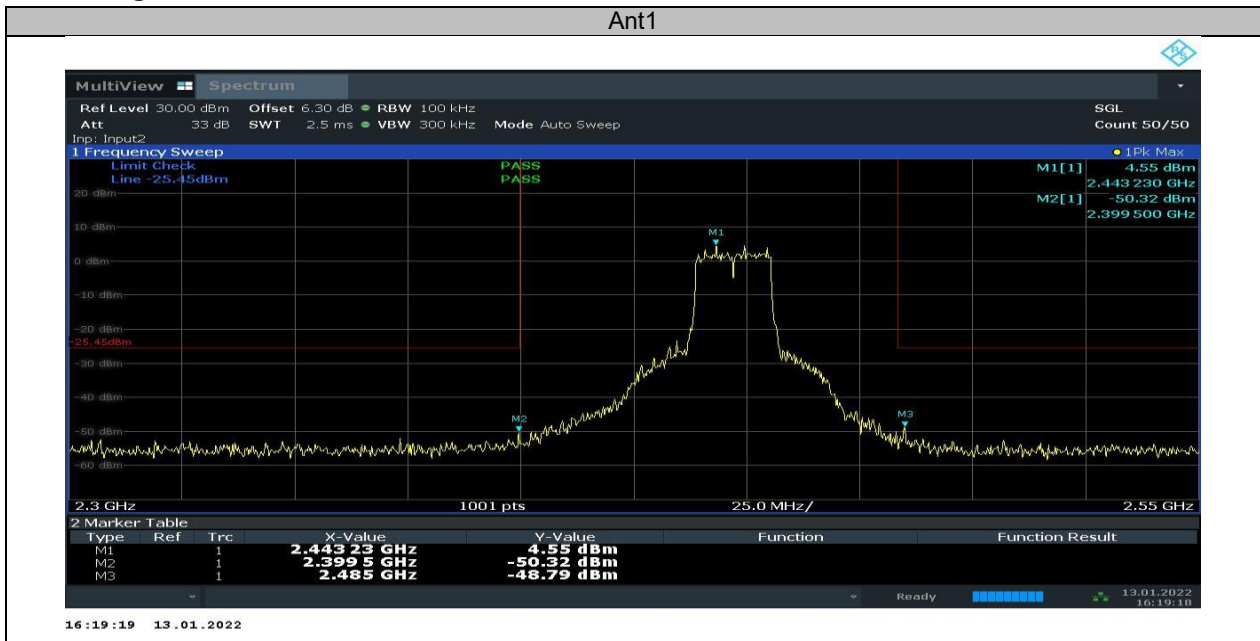 Ant1
MultiView Spectrum
Ref Level 30.00 dBm Offset 6.30 dB RBW 100 kHz SGL
Att 33 dB SWT 2.5 ms VBW 300 kHz Mode Auto Sweep Count 50/50
Inp: Input2
1 Frequency Sweep 1Pk Max
Limit Check PASS M1[1] 4.55 dBm
Line -25.45dBm PASS 2.443 230 GHz
20 dBm M2[1] -50.32 dBm
2.399 500 GHz
10 dBm
M1
0 dBm
-10 dBm
-20 dBm
-25.45dBm
-30 dBm
-40 dBm
M2 M3
-50 dBm
-60 dBm
2.3 GHz 1001 pts 25.0 MHz/ 2.55 GHz
2 Marker Table
Type Ref Trc X-Value Y-Value Function Function Result
M1 1 2.443 23 GHz 4.55 dBm
M2 1 2.399 5 GHz -50.32 dBm
M3 1 2.485 GHz -48.79 dBm
Ready 13.01.2022
16:19:18
16:19:19 13.01.2022